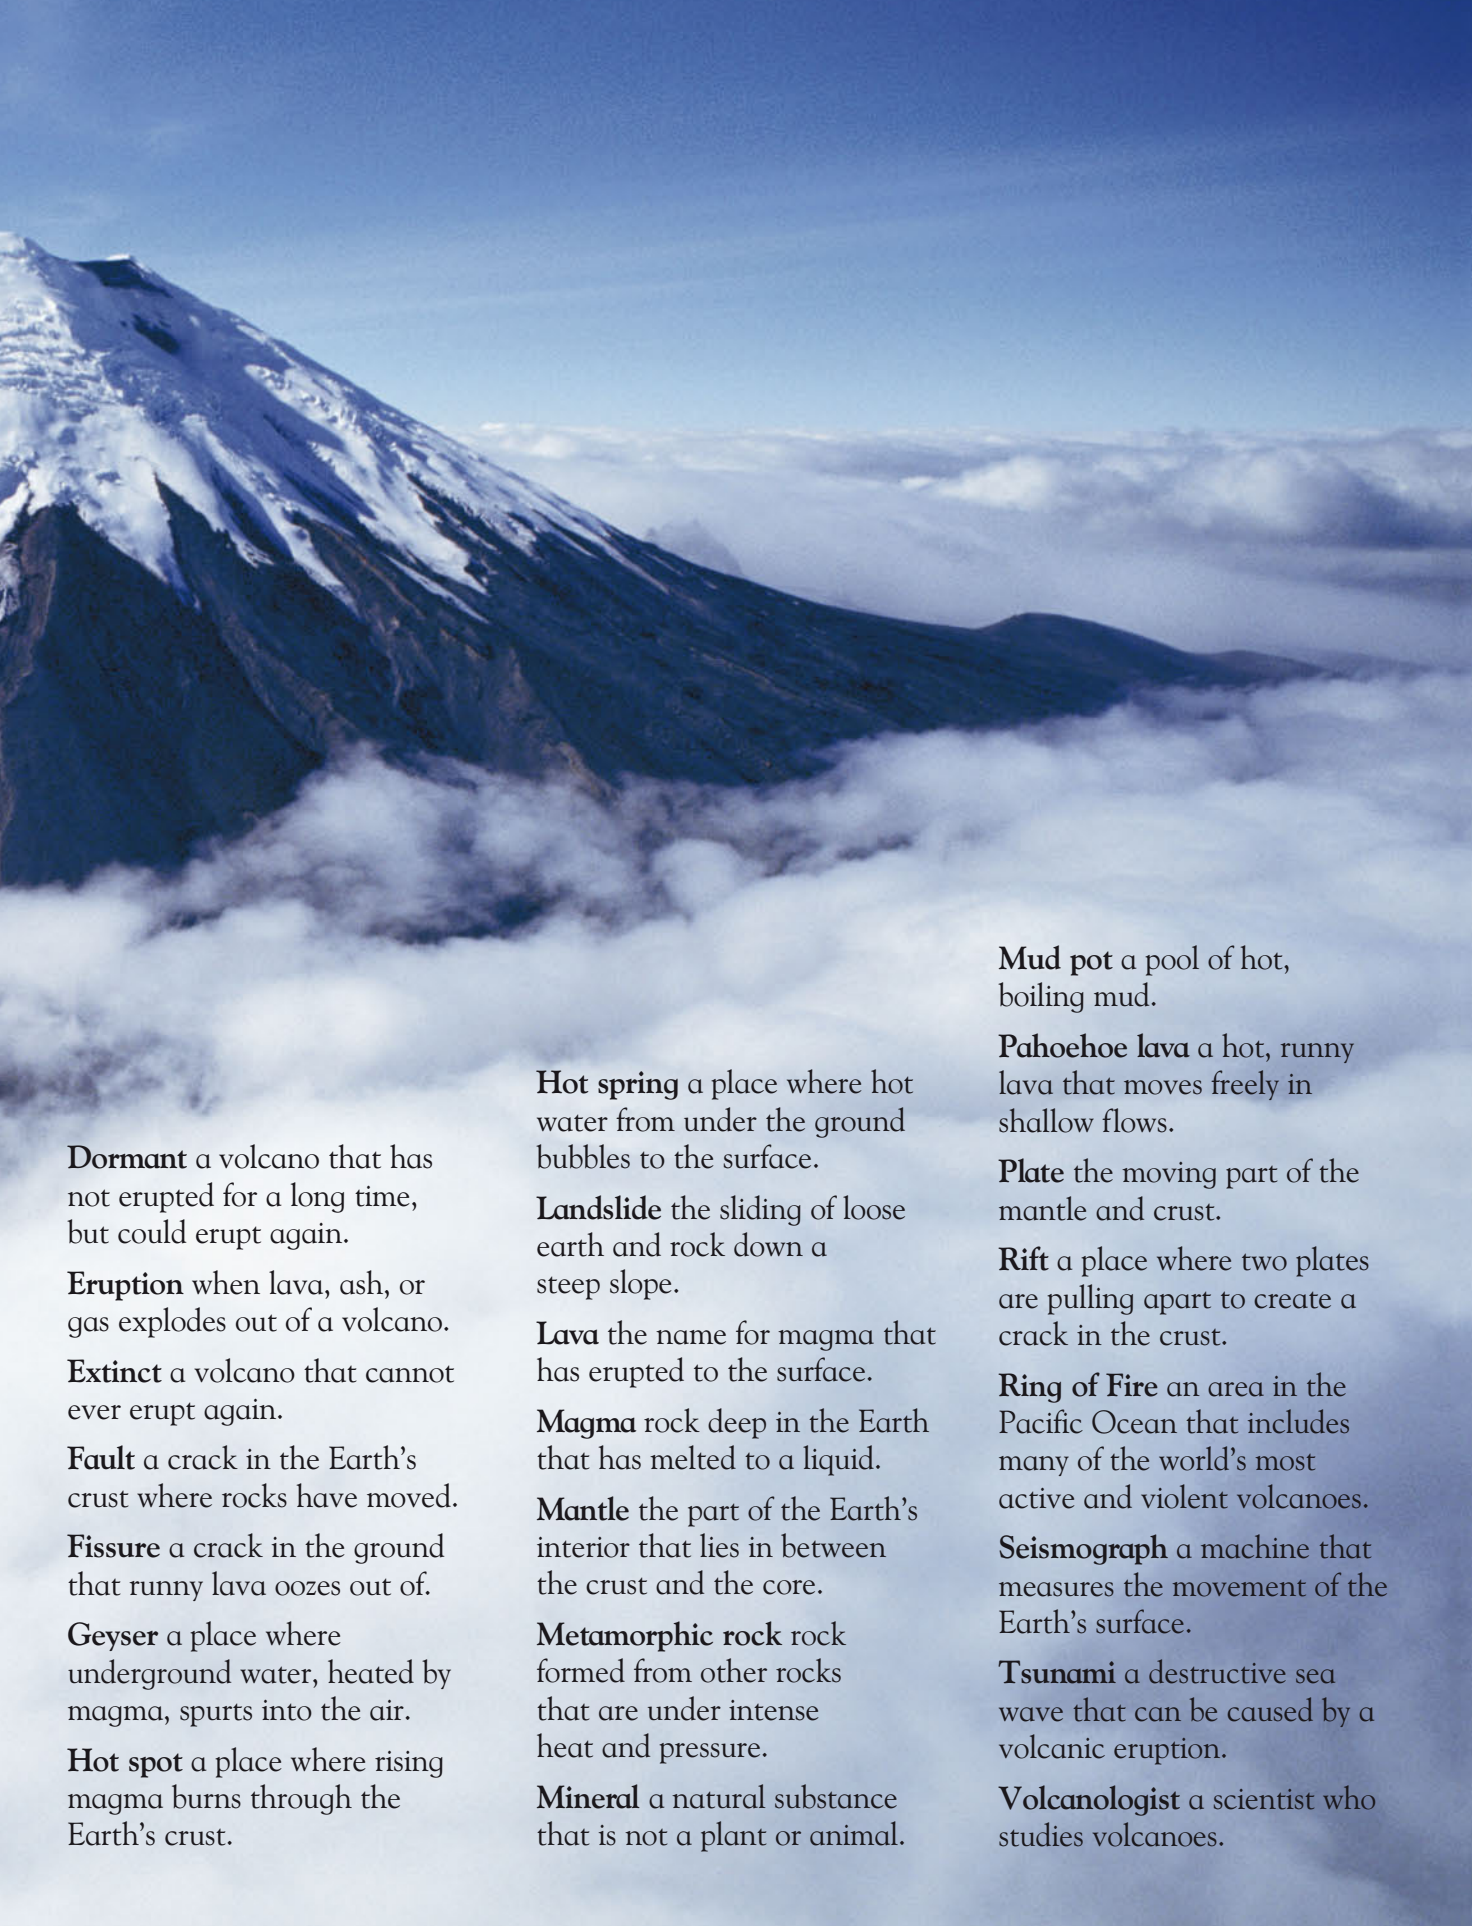 Dormant a volcano that has
not erupted for a long time,
but could erupt again.
Eruption when lava, ash, or
gas explodes out of a volcano.
Extinct a volcano that cannot
ever erupt again.
Fault a crack in the Earth’s
crust where rocks have moved.
Fissure a crack in the ground
that runny lava oozes out of.
Geyser a place where
underground water, heated by
magma, spurts into the air.
Hot spot a place where rising
magma burns through the
Earth’s crust.
Hot spring a place where hot
water from under the ground
bubbles to the surface.
Landslide the sliding of loose
earth and rock down a
steep slope.
Lava the name for magma that
has erupted to the surface.
Magma rock deep in the Earth
that has melted to a liquid.
Mantle the part of the Earth’s
interior that lies in between
the crust and the core.
Metamorphic rock rock
formed from other rocks
that are under intense
heat and pressure.
Mineral a natural substance
that is not a plant or animal.
Mud pot a pool of hot,
boiling mud.
Pahoehoe lava a hot, runny
lava that moves freely in
shallow flows.
Plate the moving part of the
mantle and crust.
Rift a place where two plates
are pulling apart to create a
crack in the crust.
Ring of Fire an area in the
Pacific Ocean that includes
many of the world’s most
active and violent volcanoes.
Seismograph a machine that
measures the movement of the
Earth’s surface.
Tsunami a destructive sea
wave that can be caused by a
volcanic eruption.
Volcanologist a scientist who
studies volcanoes.